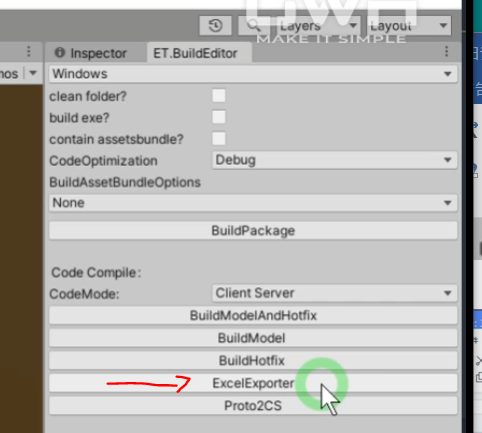 Layers
Layout
MAKE IT SIMPLE
Inspector
ET.BuildEditor
Windows
clean folder?
build exe?
contain assetsbundle?
CodeOptimization
Debug
BuildAssetBundleOptions
None
BuildPackage
Code Compile:
CodeMode:
Client Server
BuildModelAndHotfix
BuildModel
BuildHotfix
ExcelExporter
Proto2CS